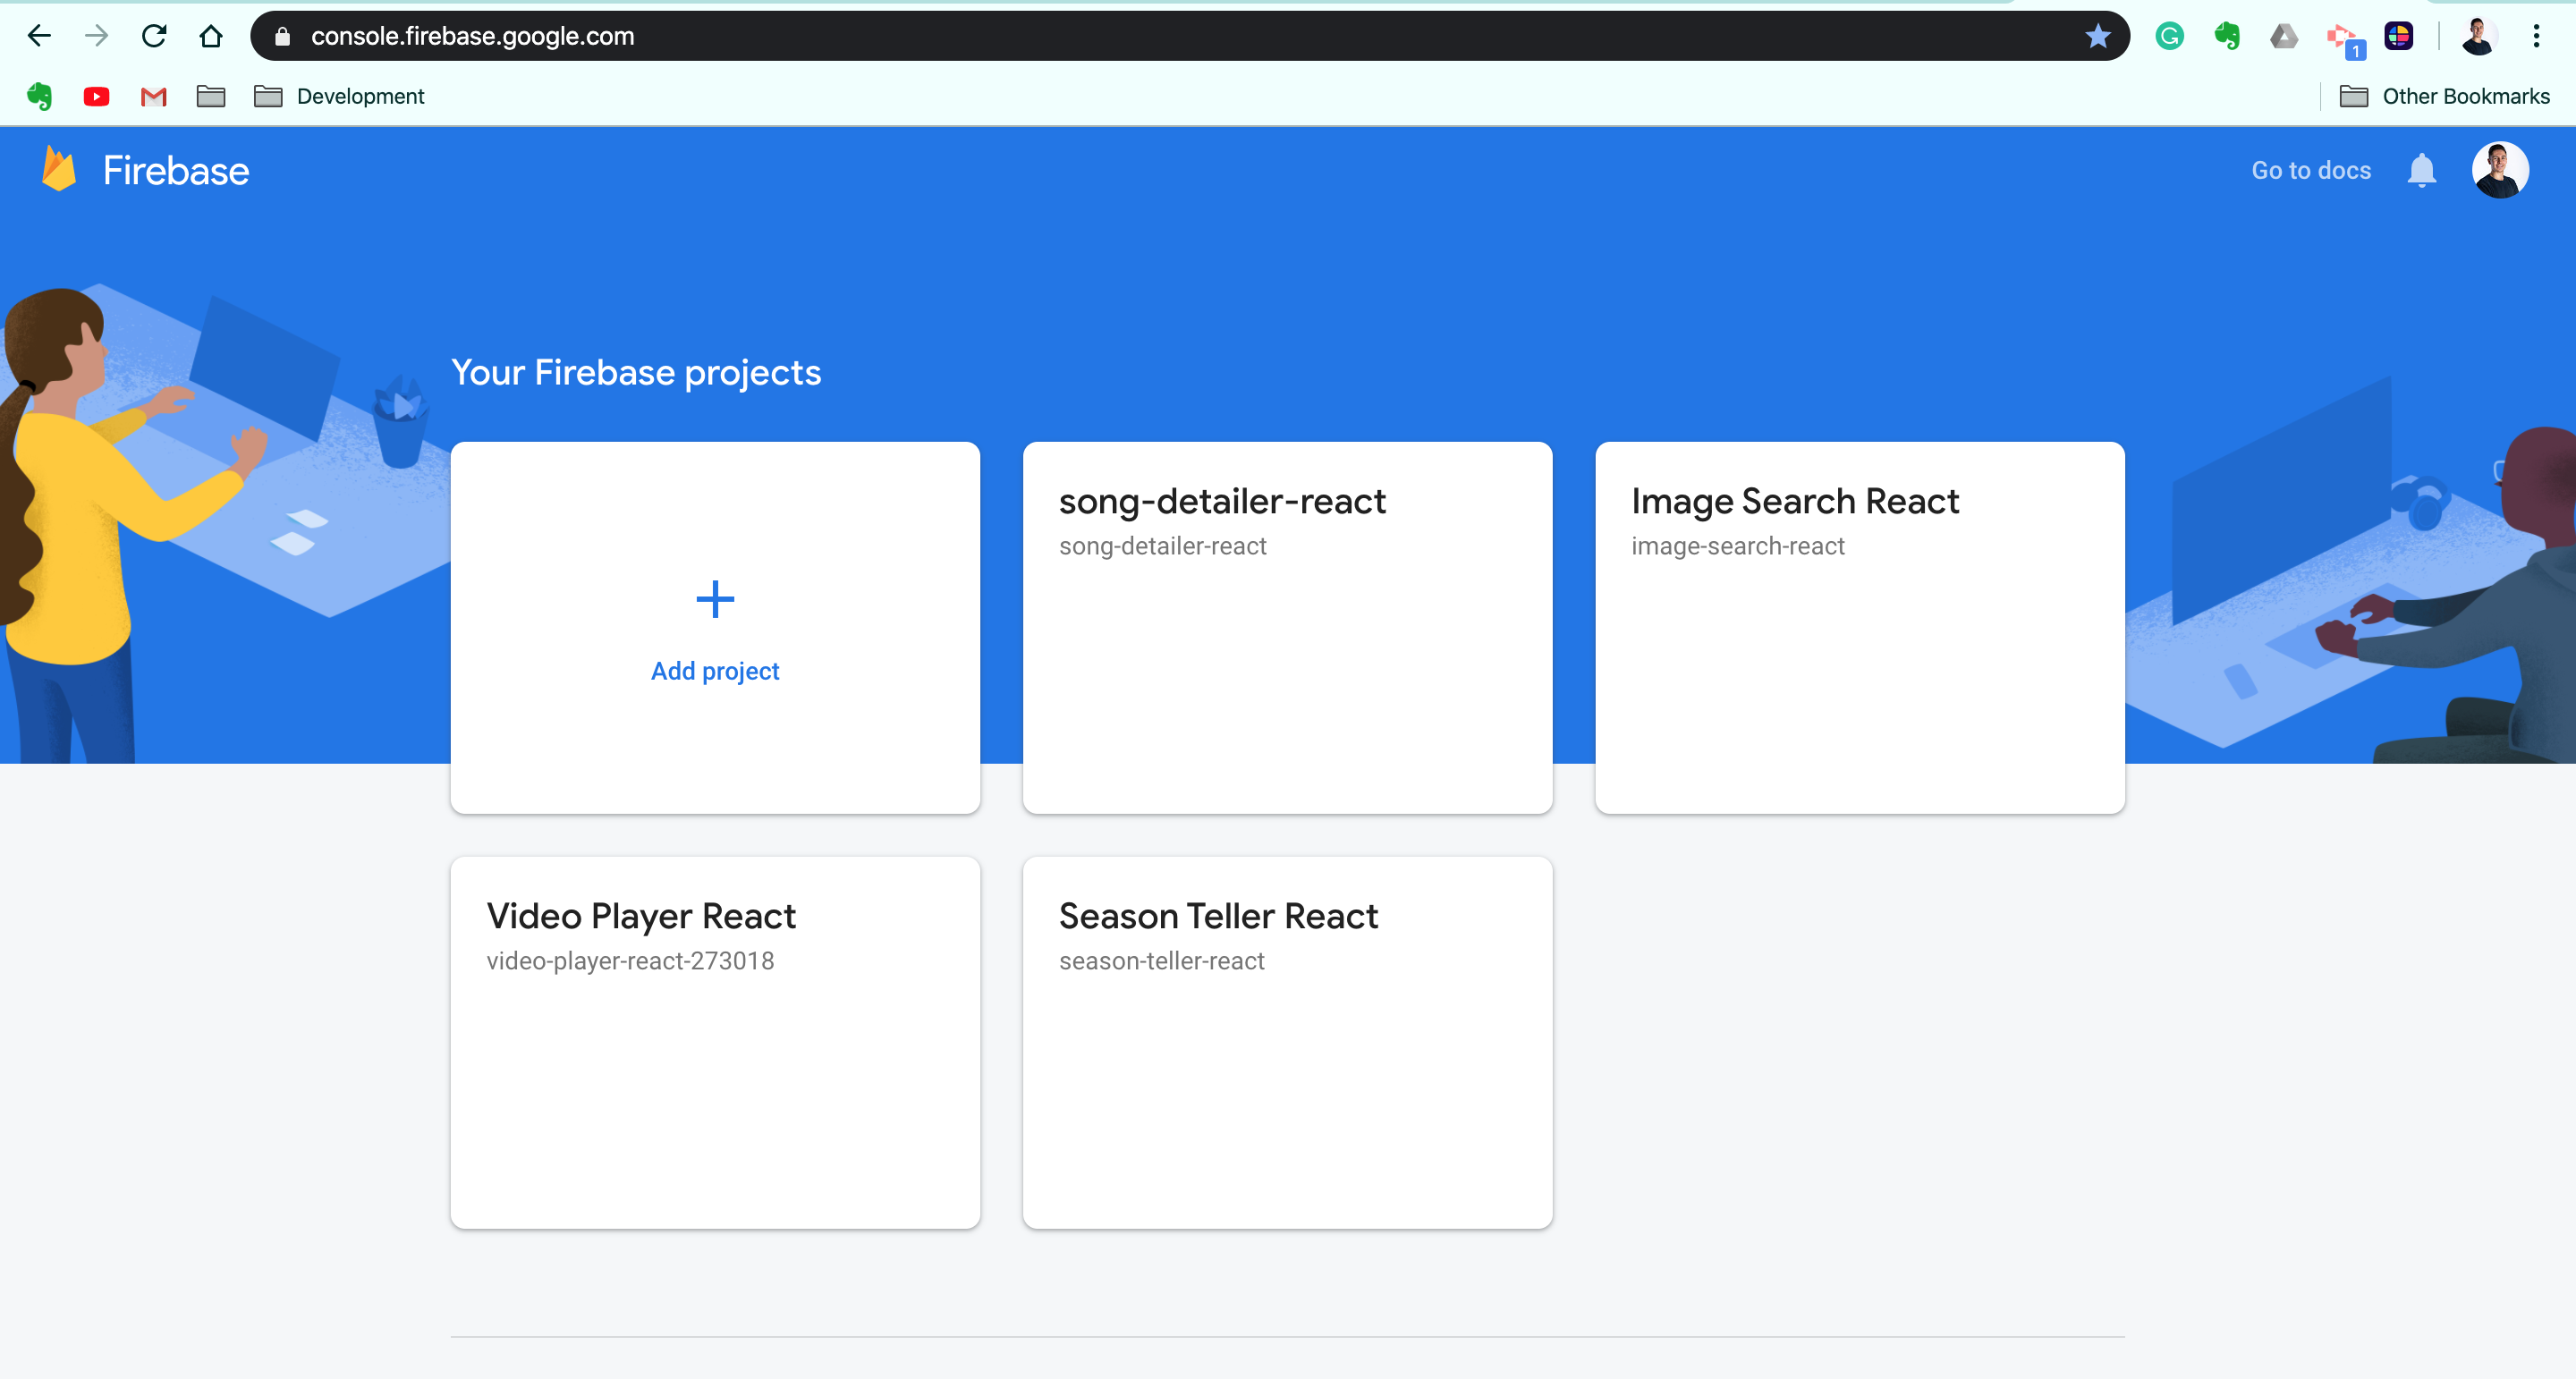 console.firebase.google.com
1
Development
Other Bookmarks
Firebase
Go to docs
Your Firebase projects
Add project
song-detailer-react
song-detailer-react
Image Search React
image-search-react
Video Player React
video-player-react-273018
Season Teller React
season-teller-react